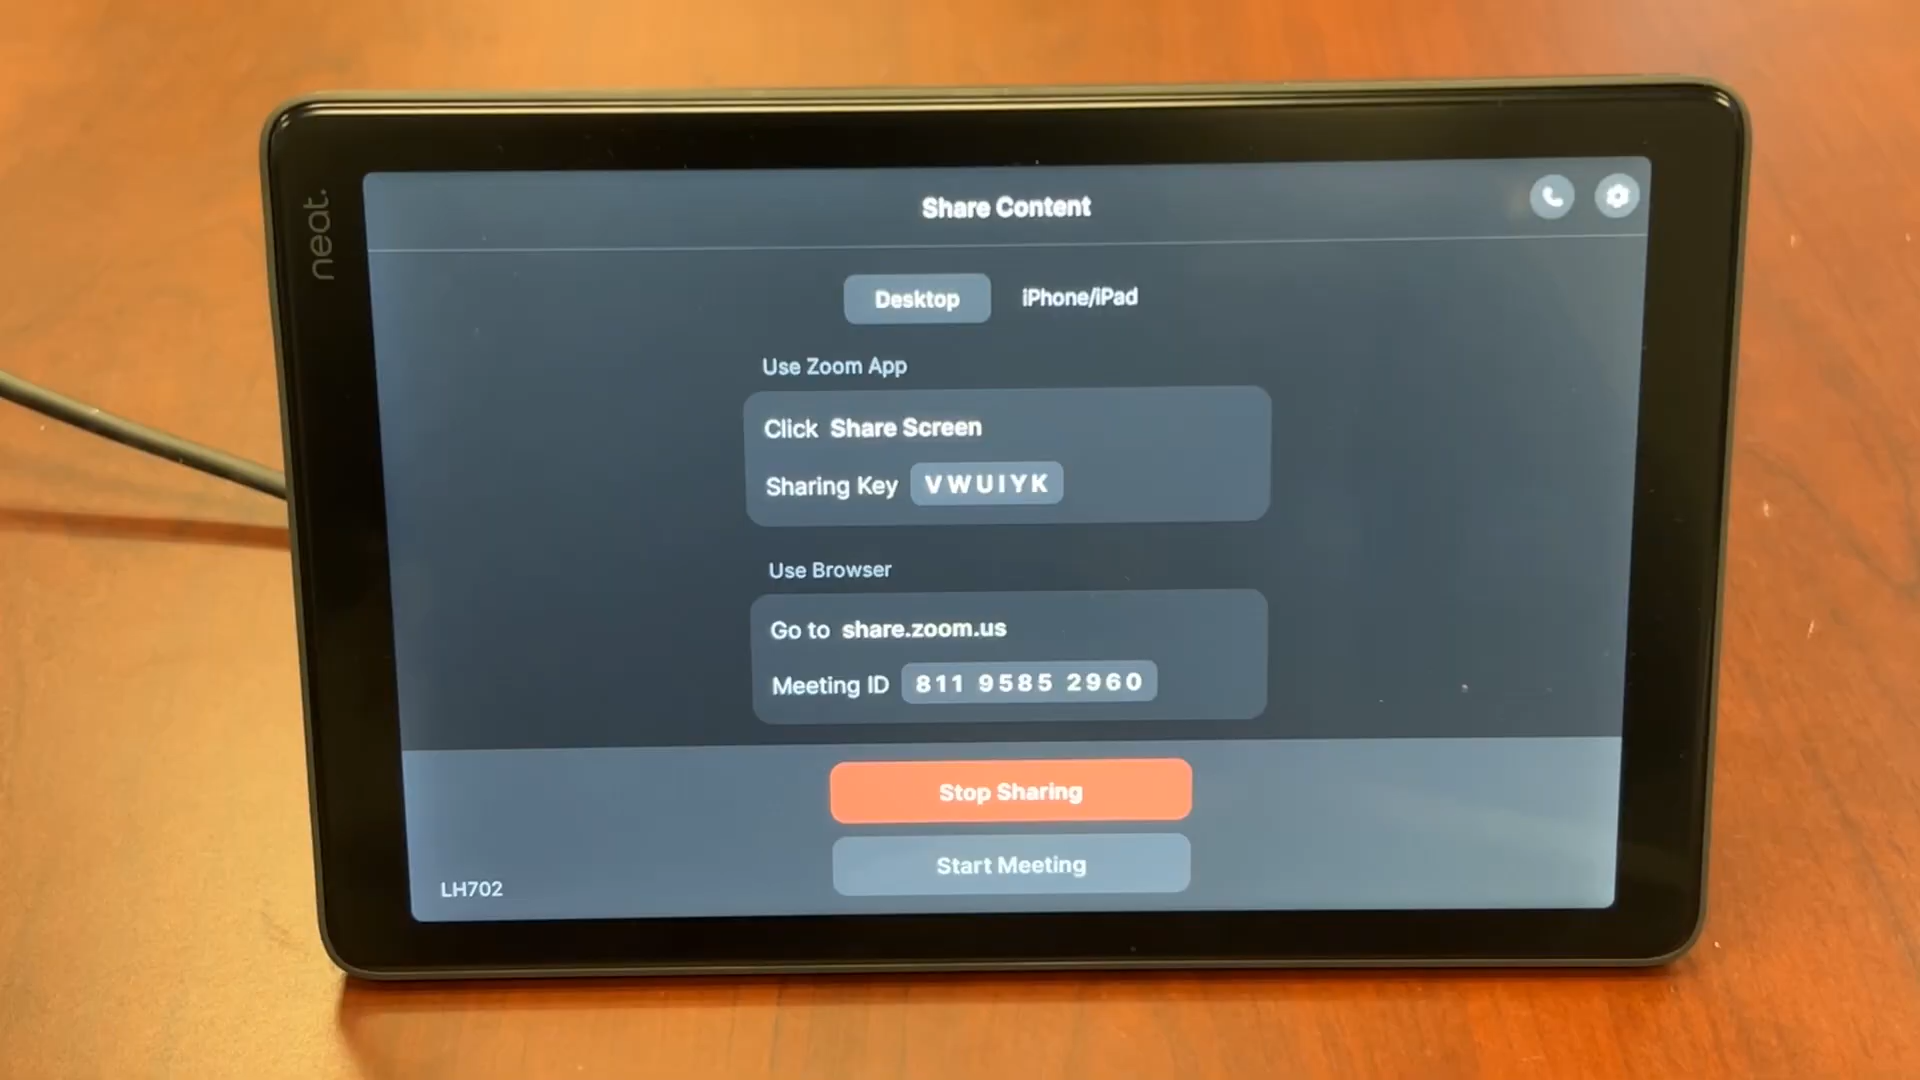 neat.
Share Content
Desktop iPhone/iPad
Use Zoom App
Click Share Screen
Sharing Key VWUIYK
Use Browser
Go to share.zoom.us
Meeting ID 811 9585 2960
Stop Sharing
Start Meeting
LH702